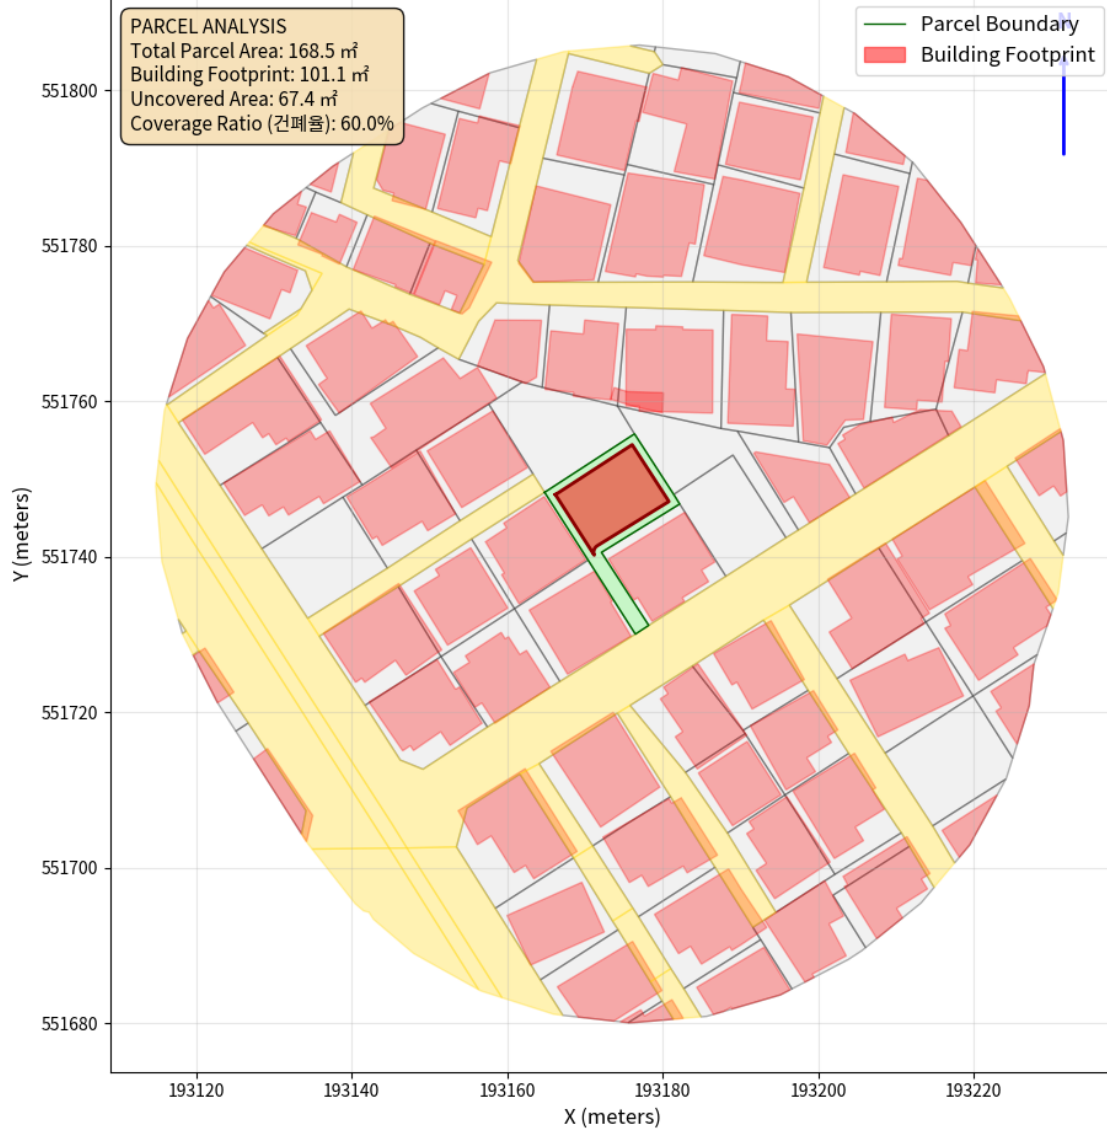 PARCEL ANALYSIS
Total Parcel Area: 168.5 ㎡
Building Footprint: 101.1 ㎡
Uncovered Area: 67.4 ㎡
Coverage Ratio (건폐율): 60.0%
N
Parcel Boundary
Building Footprint
551800
551780
551760
551740
551720
551700
551680
Y (meters)
193120
193140
193160
193180
193200
193220
X (meters)